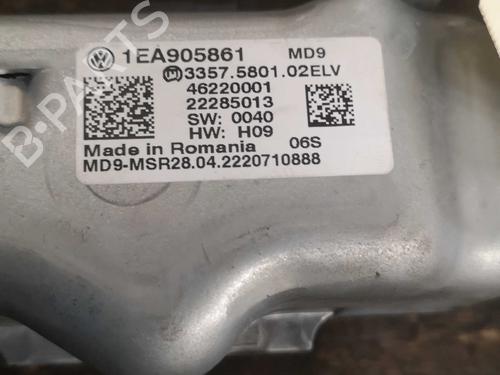 1EA905861 MD9
3357.5801.02ELV
46220001
22285013
SW: 0040
HW: H09
Made in Romania 06S
MD9-MSR28.04.2220710888
B-PARTS